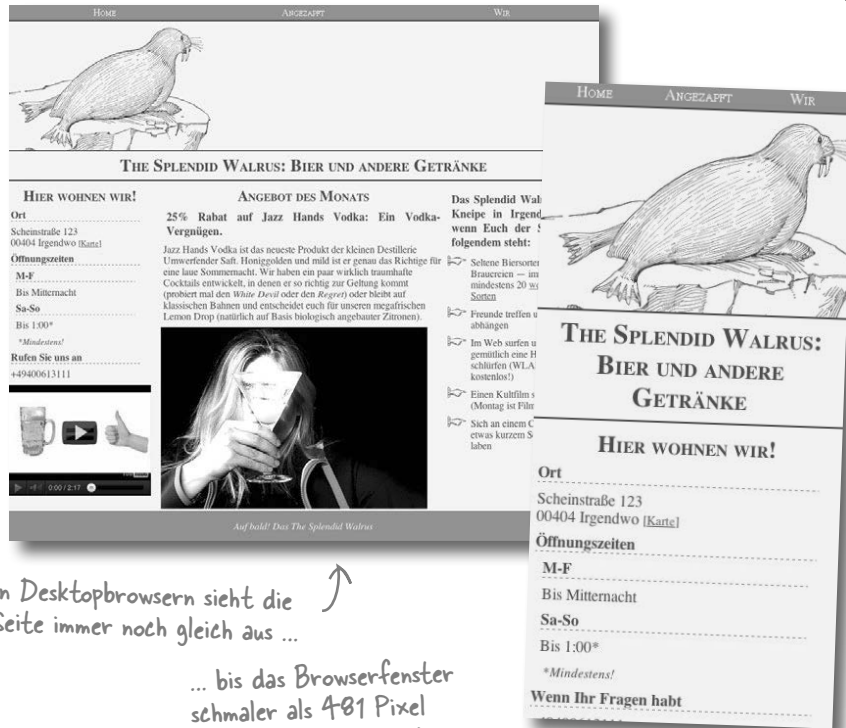 Home Angezapft Wir
The Splendid Walrus: Bier und andere Getränke
Hier wohnen wir!
Ort
Scheinstraße 123
00404 Irgendwo [Karte]
Öffnungszeiten
M-F
Bis Mitternacht
Sa-So
Bis 1:00*
*Mindestens!
Rufen Sie uns an
+49400613111
0:00 / 2:17
Angebot des Monats
25% Rabat auf Jazz Hands Vodka: Ein Vodka-
Vergnügen.
Jazz Hands Vodka ist das neueste Produkt der kleinen Destillerie
Umwerfender Saft. Honiggolden und mild ist er genau das Richtige für
eine laue Sommernacht. Wir haben ein paar wirklich traumhafte
Cocktails entwickelt, in denen er so richtig zur Geltung kommt
(probiert mal den White Devil oder den Regret) oder bleibt auf
klassischen Bahnen und entscheidet euch für unseren megafrischen
Lemon Drop (natürlich auf Basis biologisch angebauter Zitronen).
Das Splendid Wal
Kneipe in Irgend
wenn Euch der S
folgendem steht:
Seltene Biersorten
Brauereien — im
mindestens 20 wo
Sorten
Freunde treffen u
abhängen
Im Web surfen u
gemütlich eine H
schlürfen (WLA
kostenlos!)
Einen Kultfilm s
(Montag ist Film
Sich an einem C
etwas kurzem S
laben
Auf bald! Das The Splendid Walrus
Home Angezapft Wir
The Splendid Walrus:
Bier und andere
Getränke
Hier wohnen wir!
Ort
Scheinstraße 123
00404 Irgendwo [Karte]
Öffnungszeiten
M-F
Bis Mitternacht
Sa-So
Bis 1:00*
*Mindestens!
Wenn Ihr Fragen habt
n Desktopbrowsern sieht die
Seite immer noch gleich aus ...
... bis das Browserfenster
schmaler als 481 Pixel